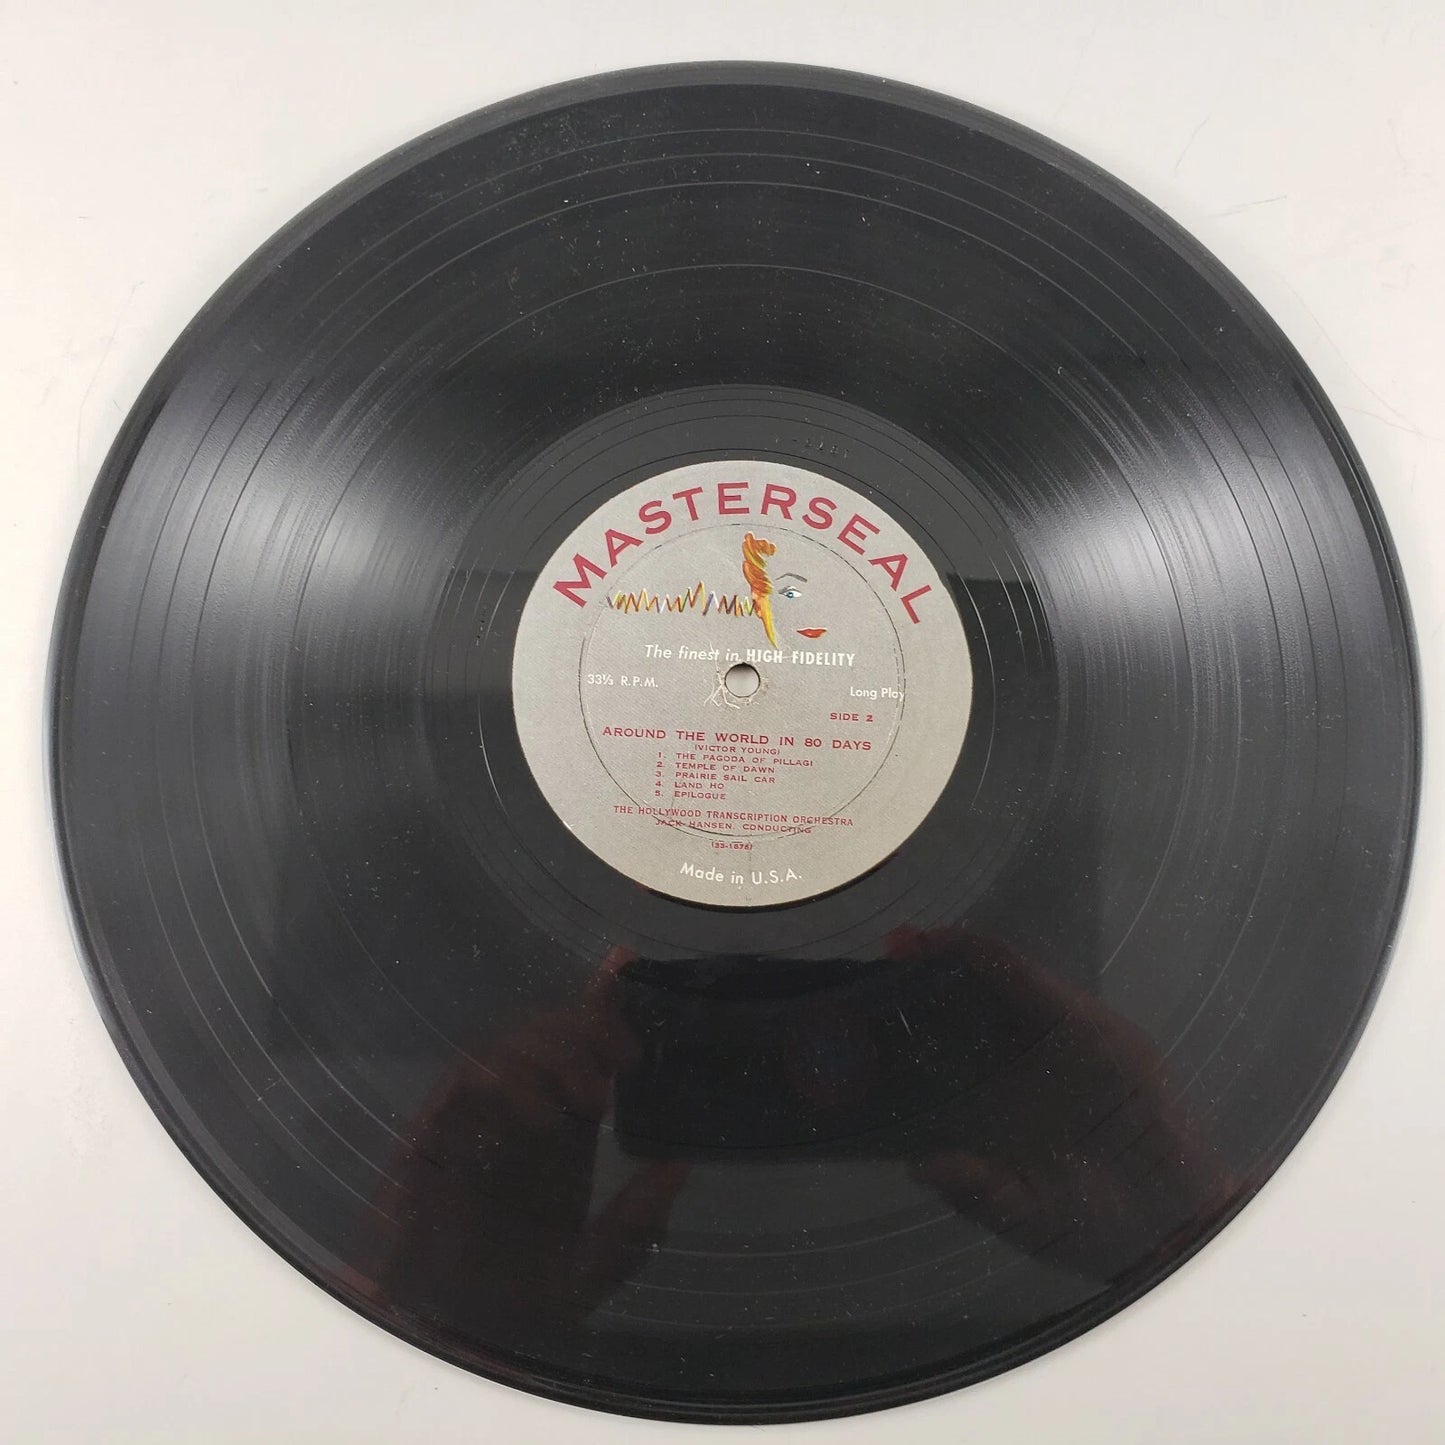 MASTERSEAL
The finest in HIGH FIDELITY
33⅓ R.P.M.
Long Play
SIDE 2
AROUND THE WORLD IN 80 DAYS
(VICTOR YOUNG)
1. THE PAGODA OF PILLAGI
2. TEMPLE OF DAWN
3. PRAIRIE SAIL CAR
4. LAND HO
5. EPILOGUE
THE HOLLYWOOD TRANSCRIPTION ORCHESTRA
JACK HANSEN, CONDUCTING
Made in U.S.A.